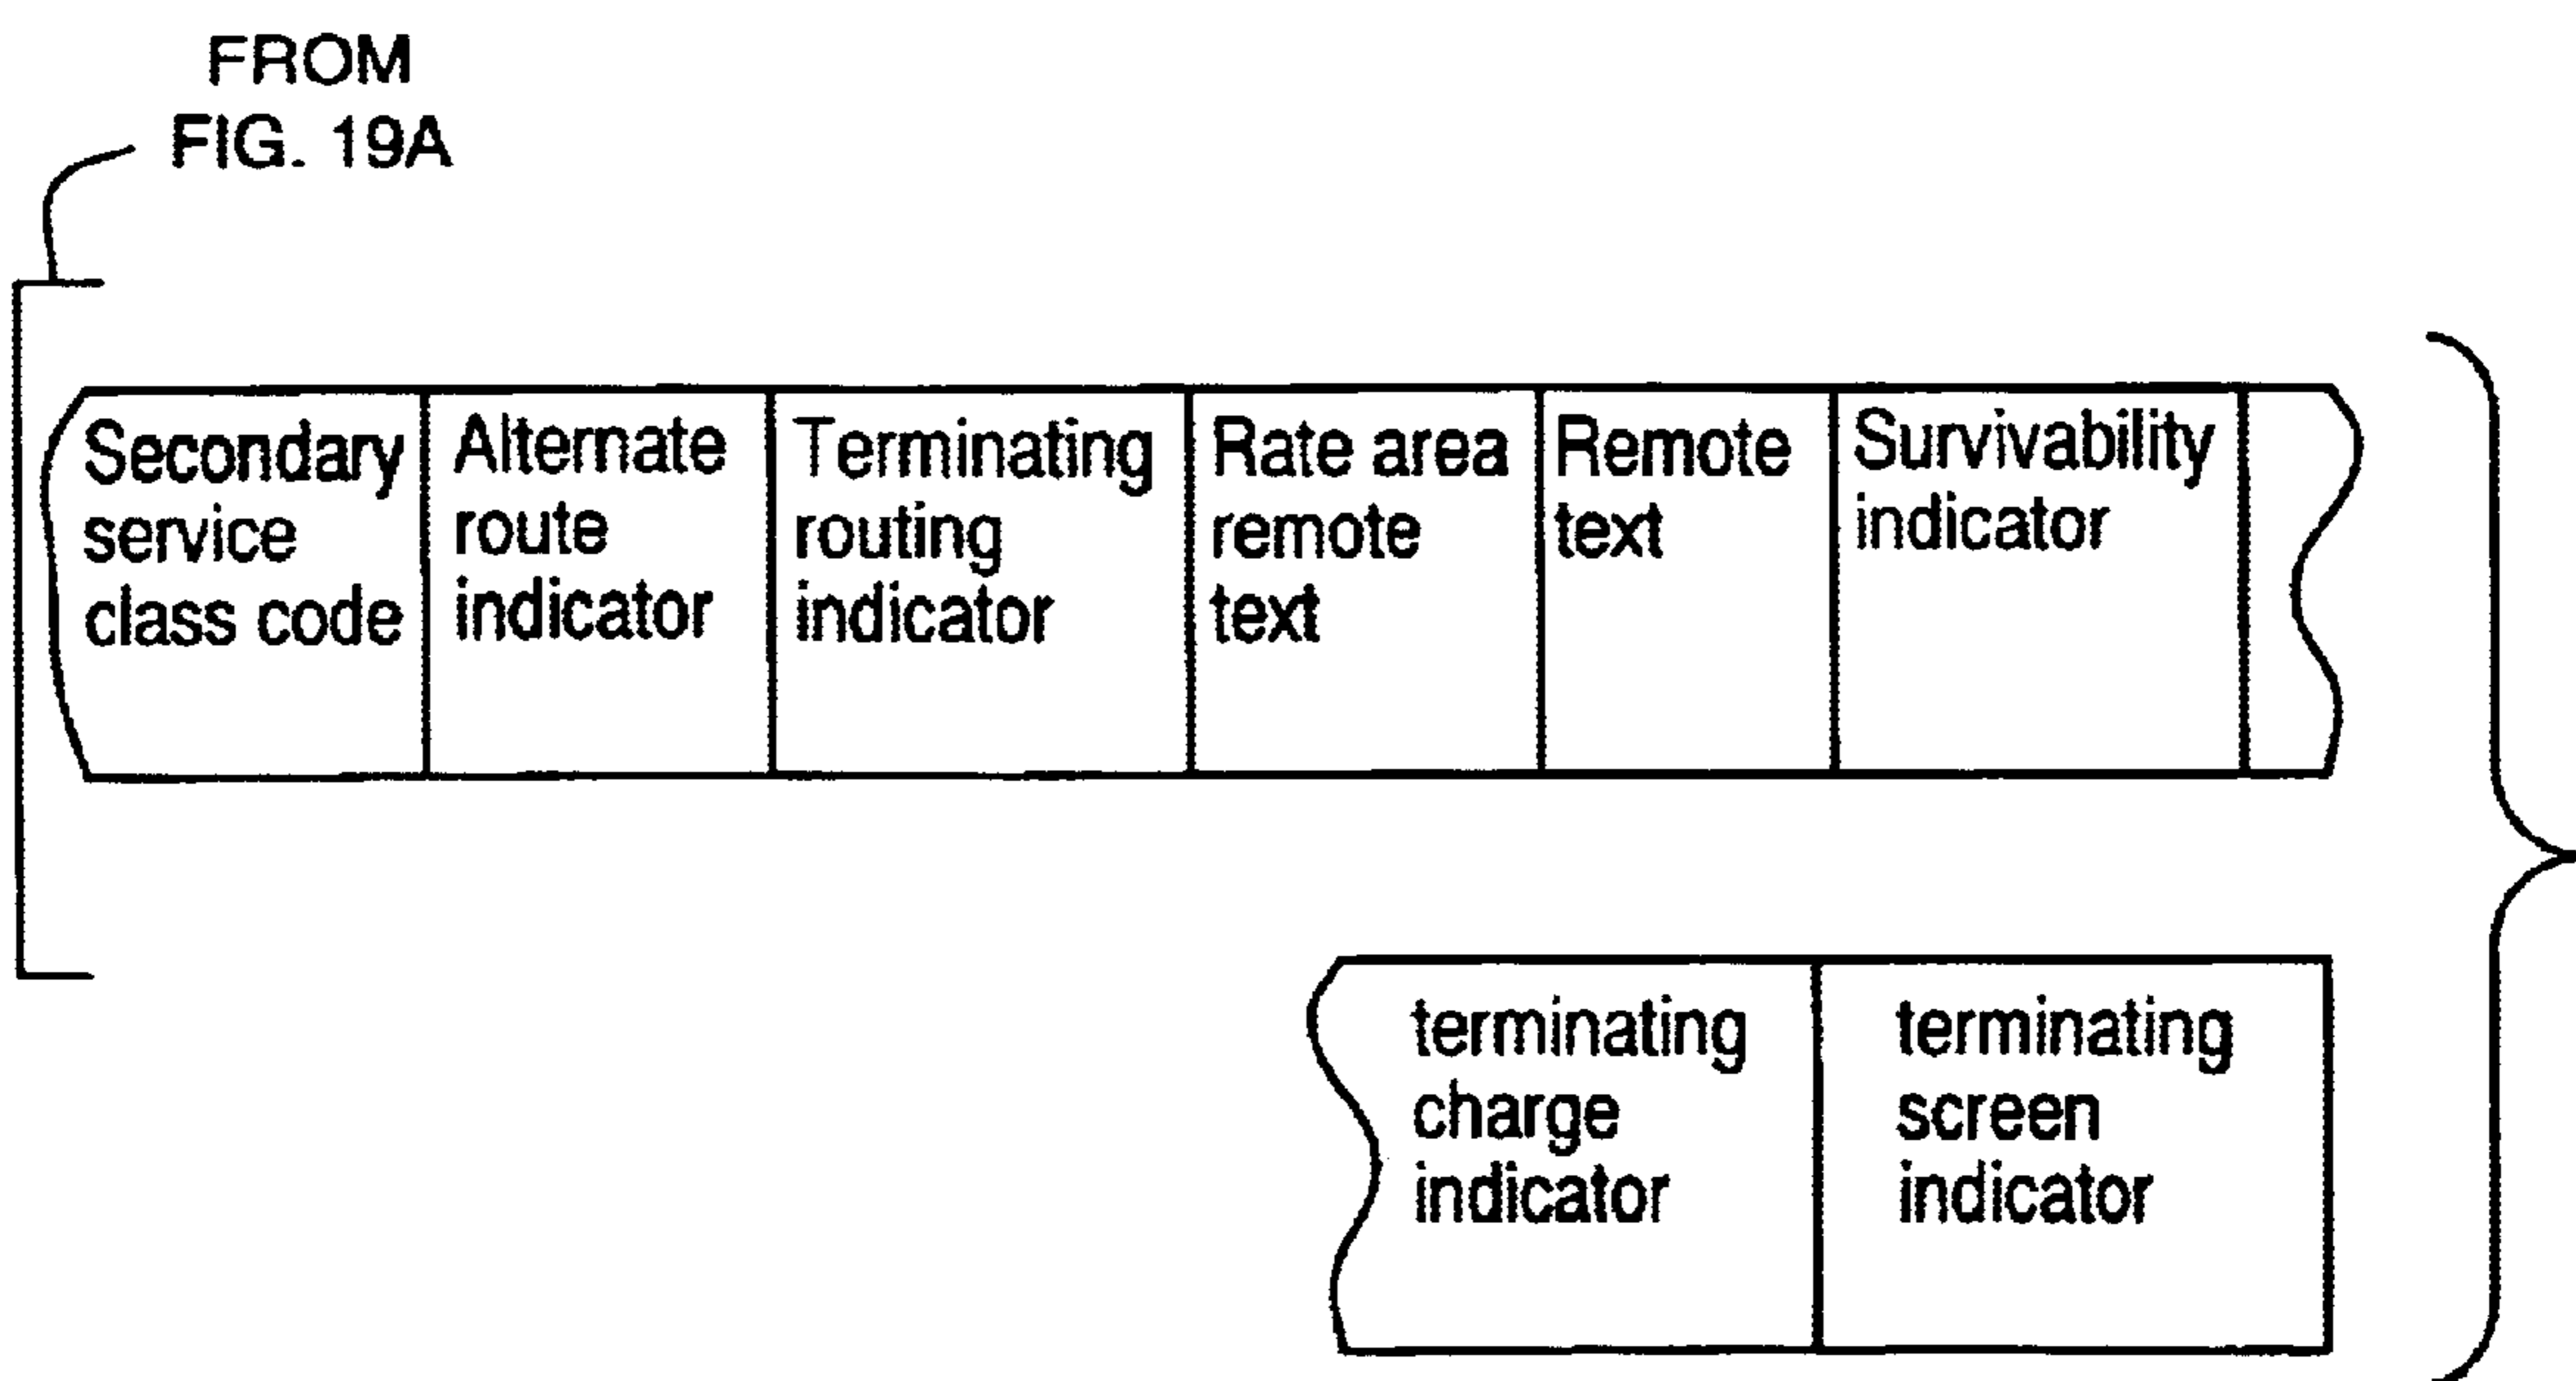 FROM
FIG. 19A
Secondary
service
class code
Alternate
route
indicator
Terminating
routing
indicator
Rate area
remote
text
Remote
text
Survivability
indicator
terminating
charge
indicator
terminating
screen
indicator